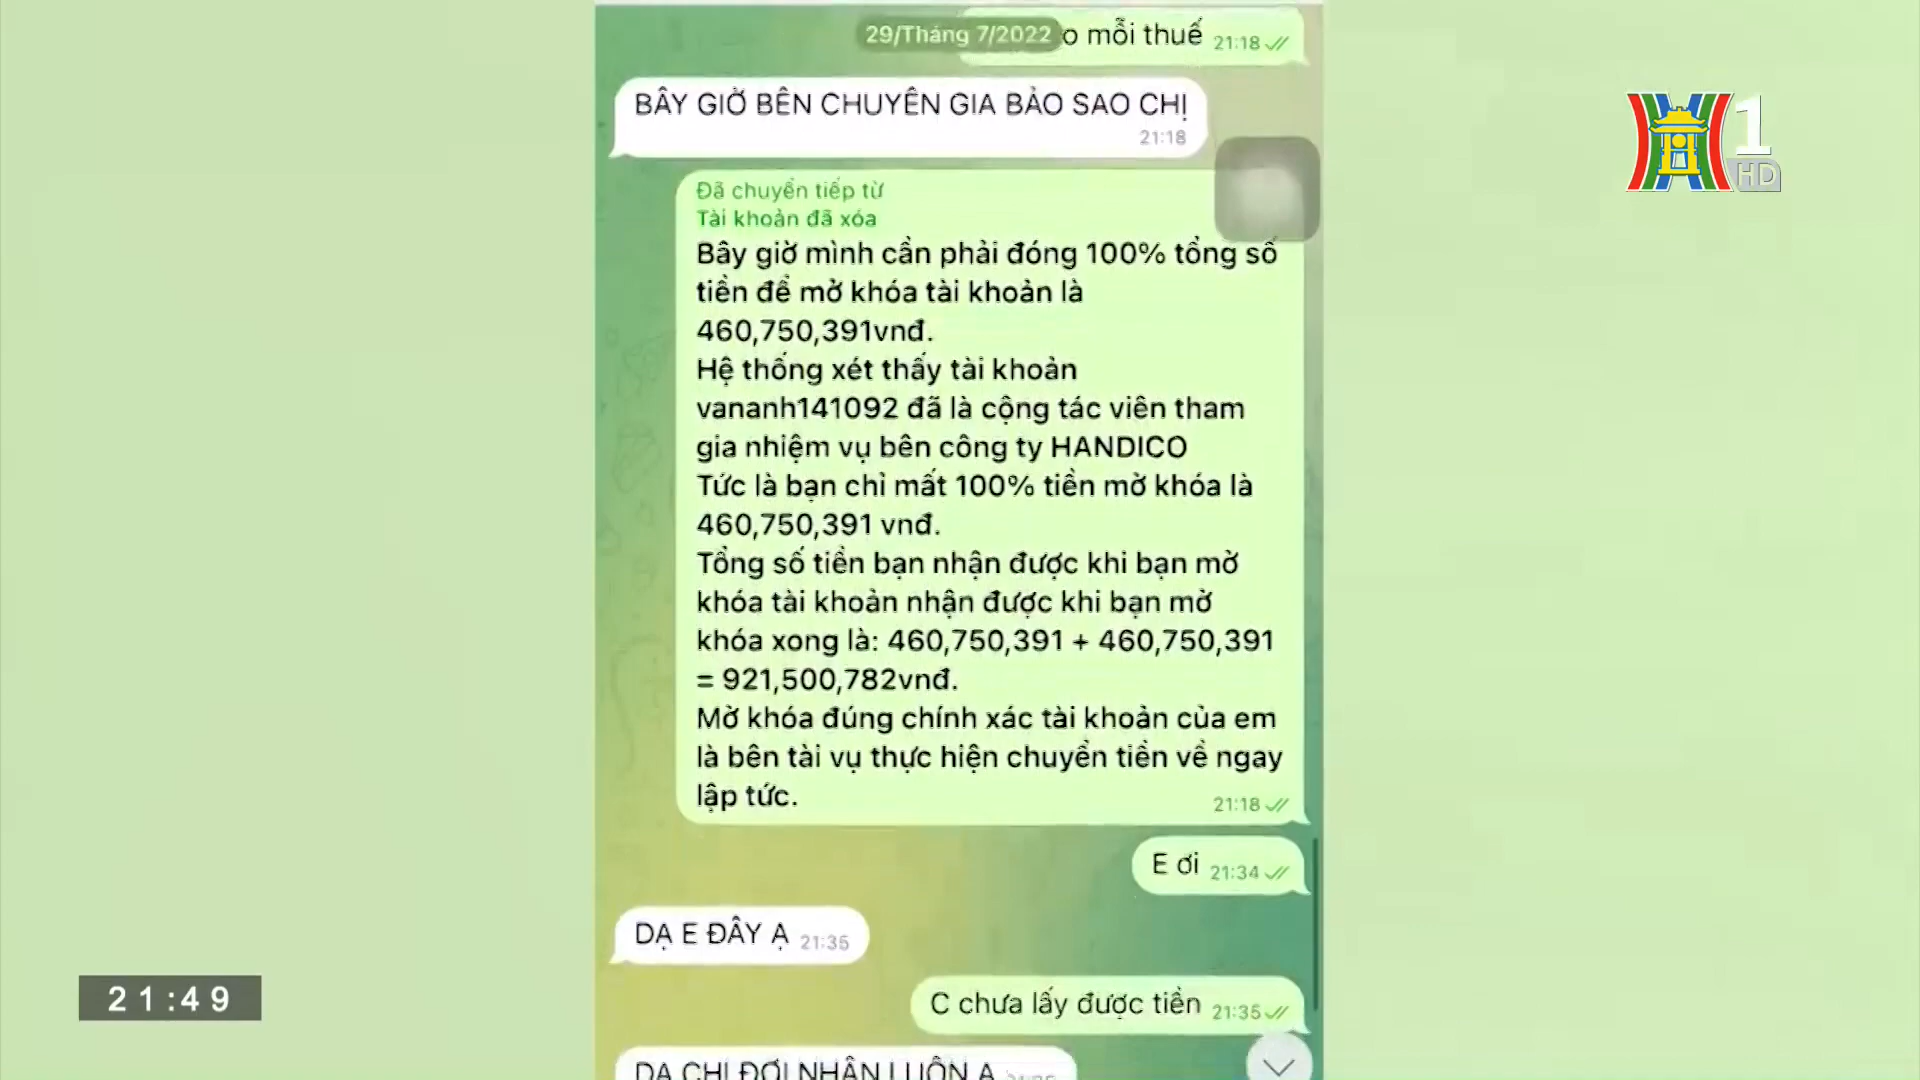 29/Tháng 7/2022
o mỗi thuế 21:18
BÂY GIỜ BÊN CHUYÊN GIA BẢO SAO CHỊ
21:18
Đã chuyển tiếp từ
Tài khoản đã xóa
Bây giờ mình cần phải đóng 100% tổng số
tiền để mở khóa tài khoản là
460,750,391vnđ.
Hệ thống xét thấy tài khoản
vananh141092 đã là cộng tác viên tham
gia nhiệm vụ bên công ty HANDICO
Tức là bạn chỉ mất 100% tiền mở khóa là
460,750,391 vnđ.
Tổng số tiền bạn nhận được khi bạn mở
khóa tài khoản nhận được khi bạn mở
khóa xong là: 460,750,391 + 460,750,391
= 921,500,782vnđ.
Mở khóa đúng chính xác tài khoản của em
là bên tài vụ thực hiện chuyển tiền về ngay
lập tức.
21:18
E ơi 21:34
DẠ E ĐÂY Ạ 21:35
C chưa lấy được tiền 21:35
DẠ CHỊ ĐỢI NHẬN LUÔN Ạ
H1
HD
21:49